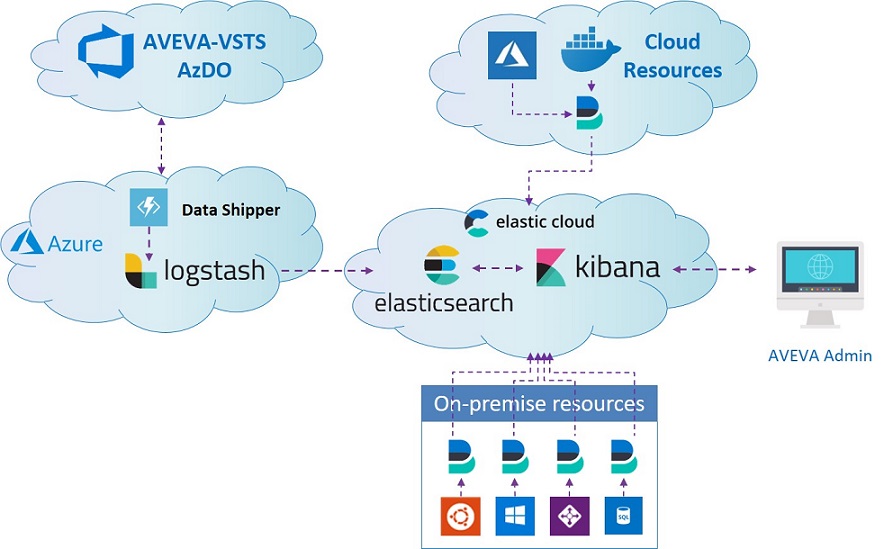 AVEVA-VSTS
AzDO
Cloud
Resources
Data Shipper
Azure
logstash
elastic cloud
elasticsearch
kibana
AVEVA Admin
On-premise resources
SQL